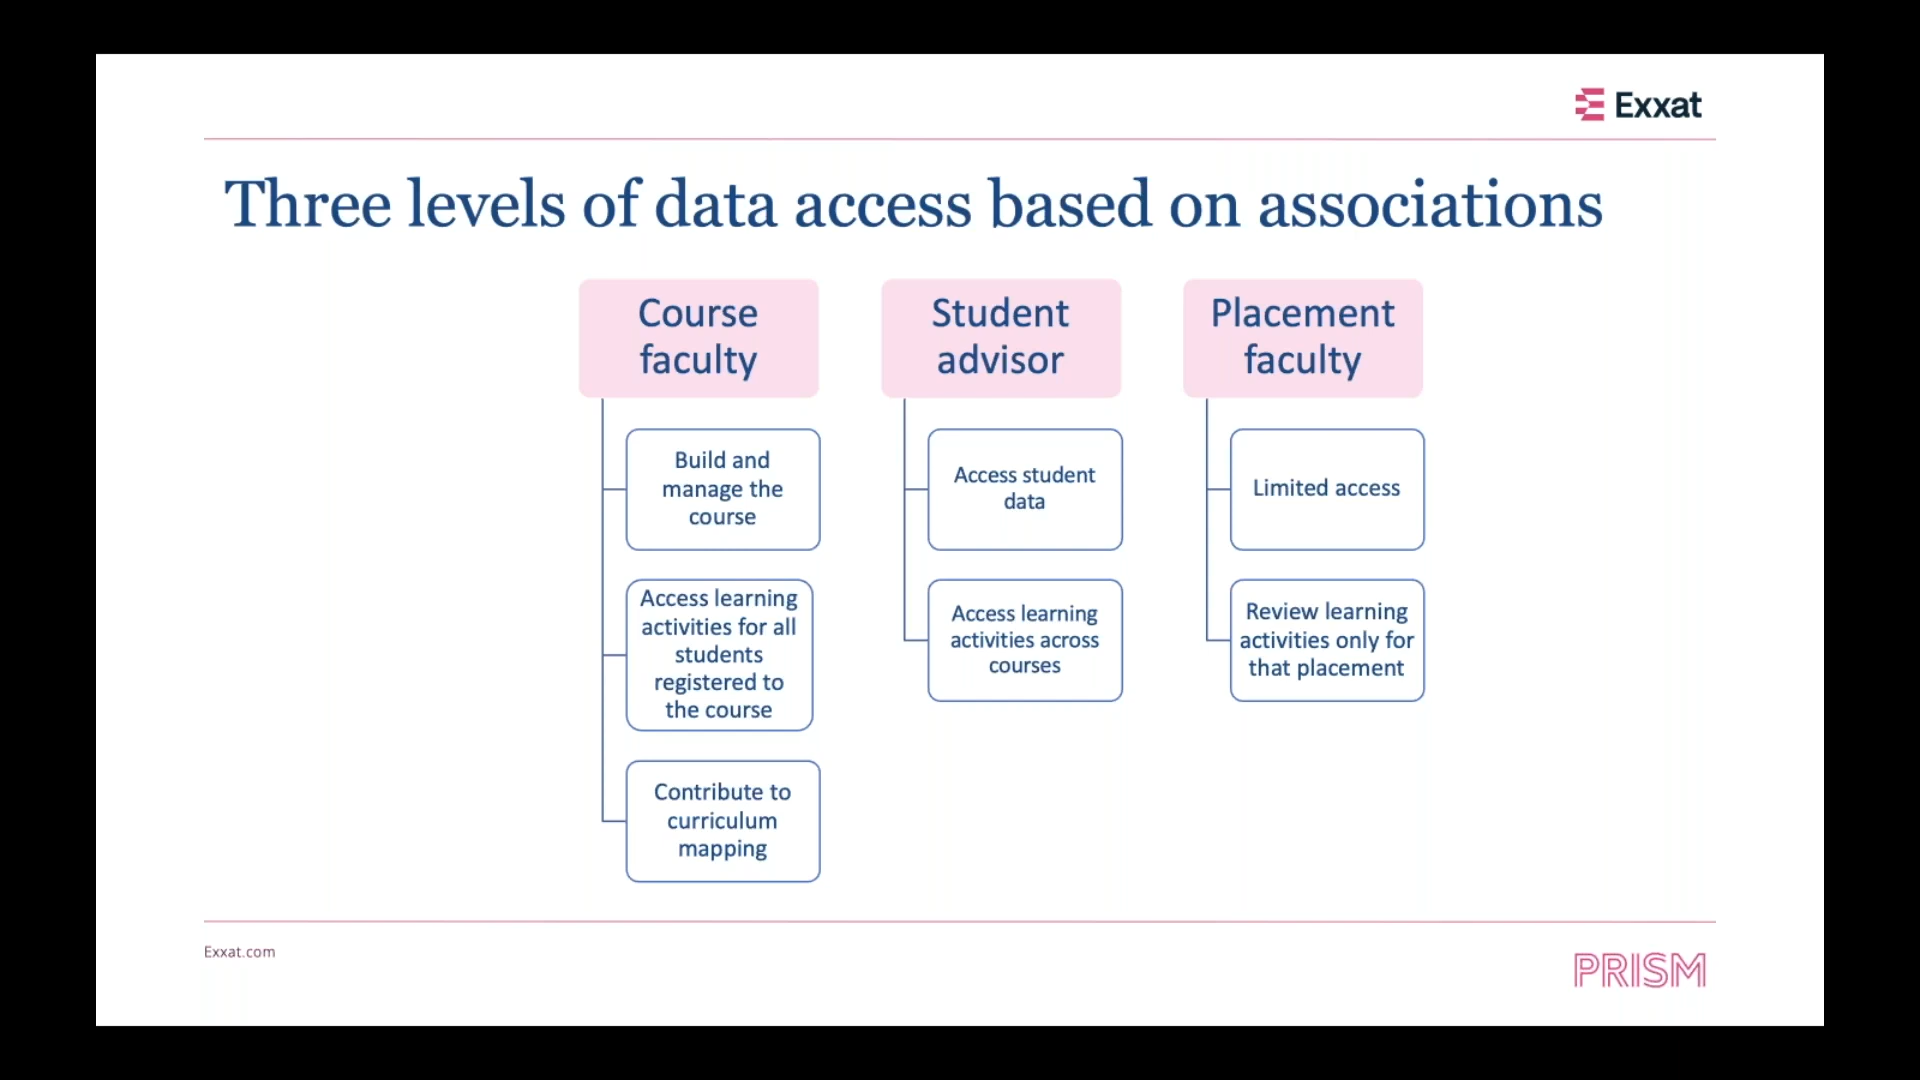 Exxat
Three levels of data access based on associations
Course
faculty
Build and
manage the
course
Access learning
activities for all
students
registered to
the course
Contribute to
curriculum
mapping
Student
advisor
Access student
data
Access learning
activities across
courses
Placement
faculty
Limited access
Review learning
activities only for
that placement
Exxat.com
PRISM